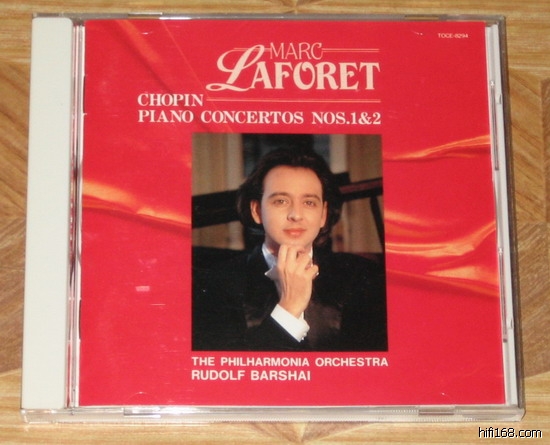 TOCE-8294
MARC
LAFORET
CHOPIN
PIANO CONCERTOS NOS.1&2
THE PHILHARMONIA ORCHESTRA
RUDOLF BARSHAI
hifi168.com